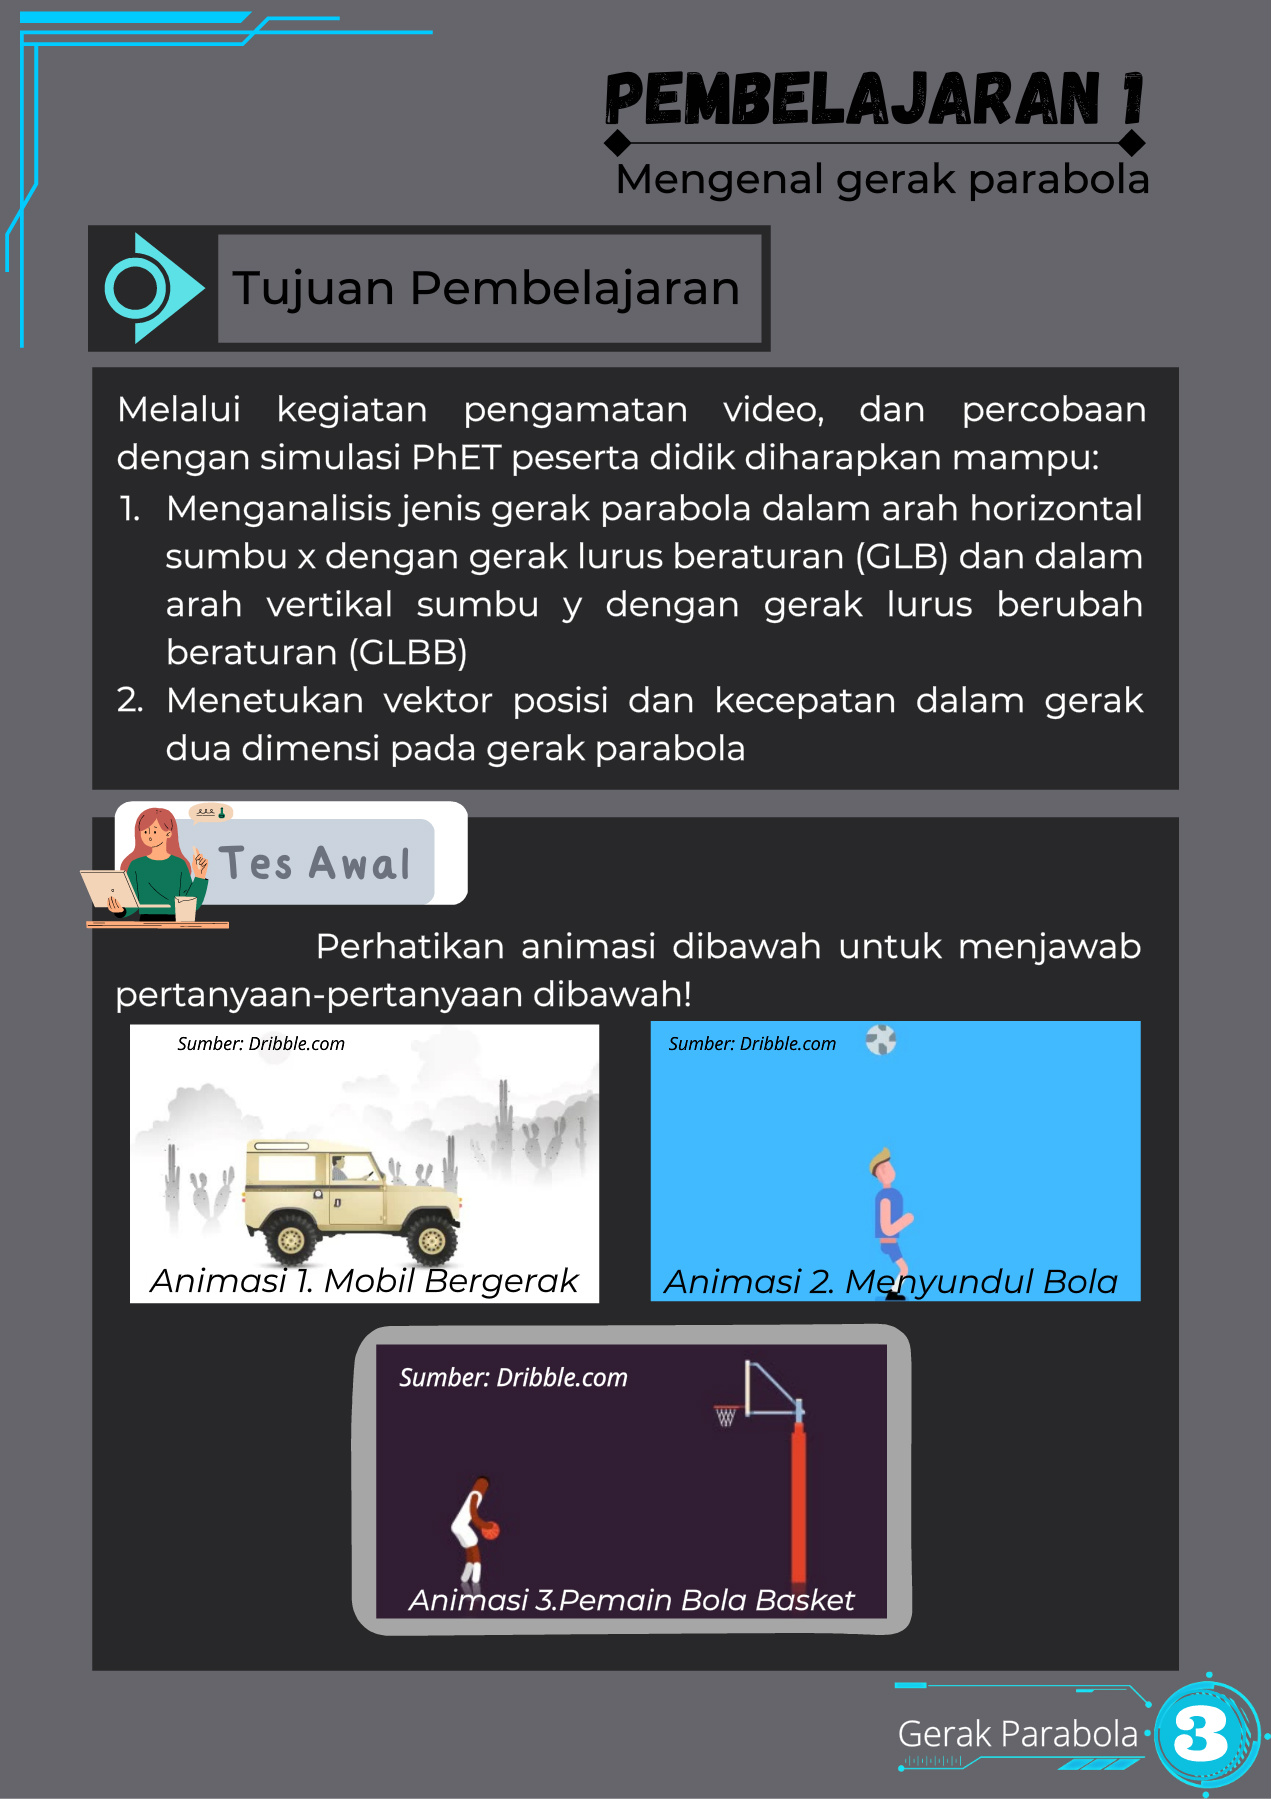 PEMBELAJARAN 1
Mengenal gerak parabola
Tujuan Pembelajaran
Melalui kegiatan pengamatan video, dan percobaan
dengan simulasi PhET peserta didik diharapkan mampu:
1. Menganalisis jenis gerak parabola dalam arah horizontal
sumbu x dengan gerak lurus beraturan (GLB) dan dalam
arah vertikal sumbu y dengan gerak lurus berubah
beraturan (GLBB)
2. Menetukan vektor posisi dan kecepatan dalam gerak
dua dimensi pada gerak parabola
Tes Awal
Perhatikan animasi dibawah untuk menjawab
pertanyaan-pertanyaan dibawah!
Sumber: Dribble.com
Animasi 1. Mobil Bergerak
Sumber: Dribble.com
Animasi 2. Menyundul Bola
Sumber: Dribble.com
Animasi 3.Pemain Bola Basket
Gerak Parabola
3